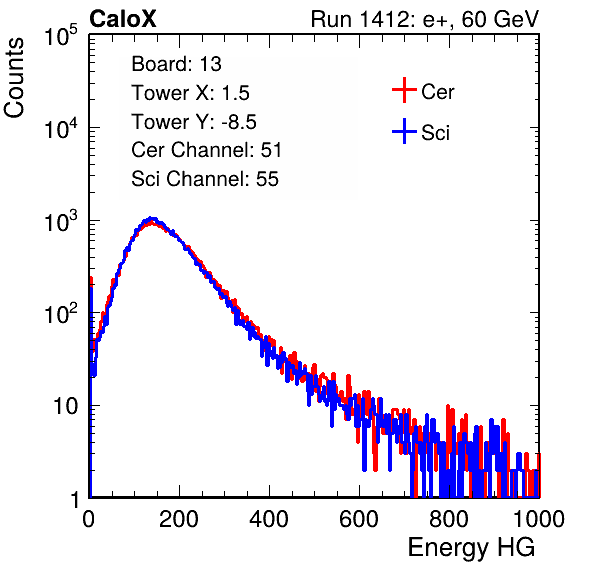 CaloX Run 1412: e+, 60 GeV
Board: 13
Tower X: 1.5
Tower Y: -8.5
Cer Channel: 51
Sci Channel: 55
Cer
Sci
Counts
10^5
10^4
10^3
10^2
10
1
0 200 400 600 800 1000
Energy HG